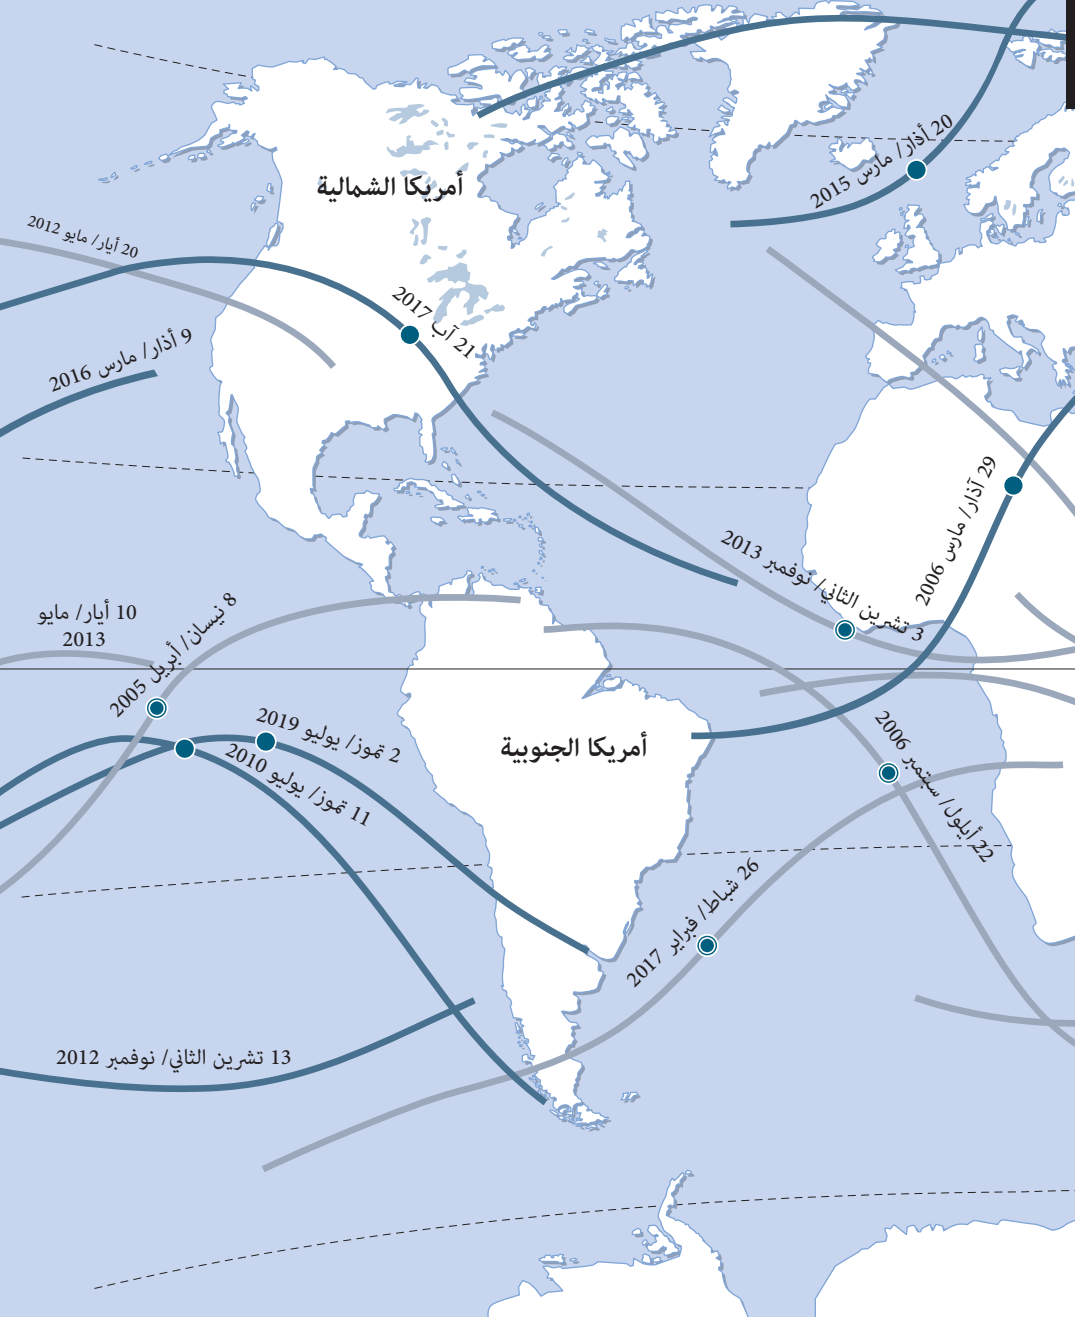 20 أذار/ مارس 2015
أمريكا الشمالية
20 أيار/ مايو 2012
21 آب 2017
9 أذار/ مارس 2016
29 آذار/ مارس 2006
3 تشرين الثاني/ نوفمبر 2013
8 نيسان/ أبريل 2005
10 أيار/ مايو
2013
2 تموز/ يوليو 2019
11 تموز/ يوليو 2010
أمريكا الجنوبية
22 أيلول/ سبتمبر 2006
26 شباط/ فبراير 2017
13 تشرين الثاني/ نوفمبر 2012